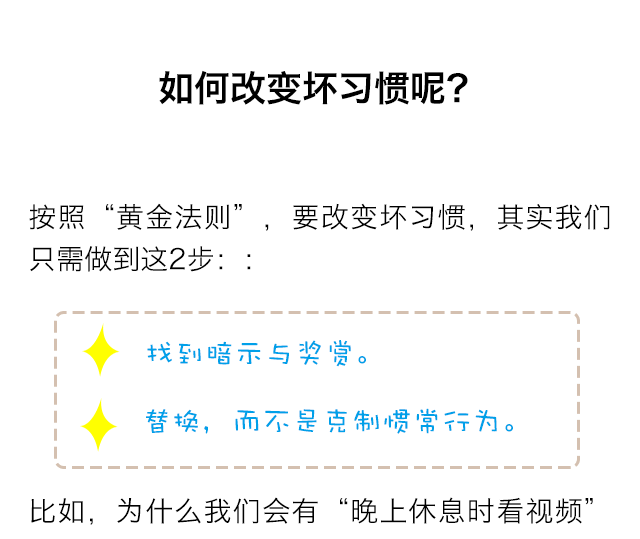 如何改变坏习惯呢？
按照“黄金法则”，要改变坏习惯，其实我们
只需做到这2步：:
找到暗示与奖赏。
替换，而不是克制惯常行为。
比如，为什么我们会有“晚上休息时看视频”